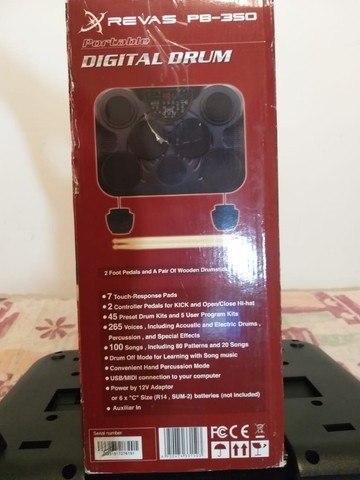 REVAS PB-350
Portable
DIGITAL DRUM
2 Foot Pedals and A Pair Of Wooden Drumsticks
• 7 Touch-Response Pads
• 2 Controller Pedals for KICK and Open/Close Hi-hat
• 45 Preset Drum Kits and 5 User Program Kits
• 265 Voices , Including Acoustic and Electric Drums ,
Percussion , and Special Effects
• 100 Songs , Including 80 Patterns and 20 Songs
• Drum Off Mode for Learning with Song music
• Convenient Hand Percussion Mode
• USB/MIDI connection to your computer
• Power by 12V Adaptor
or 6 x "C" Size (R14 , SUM-2) batteries (not included)
• Auxiliar In
Serial number
FC CE